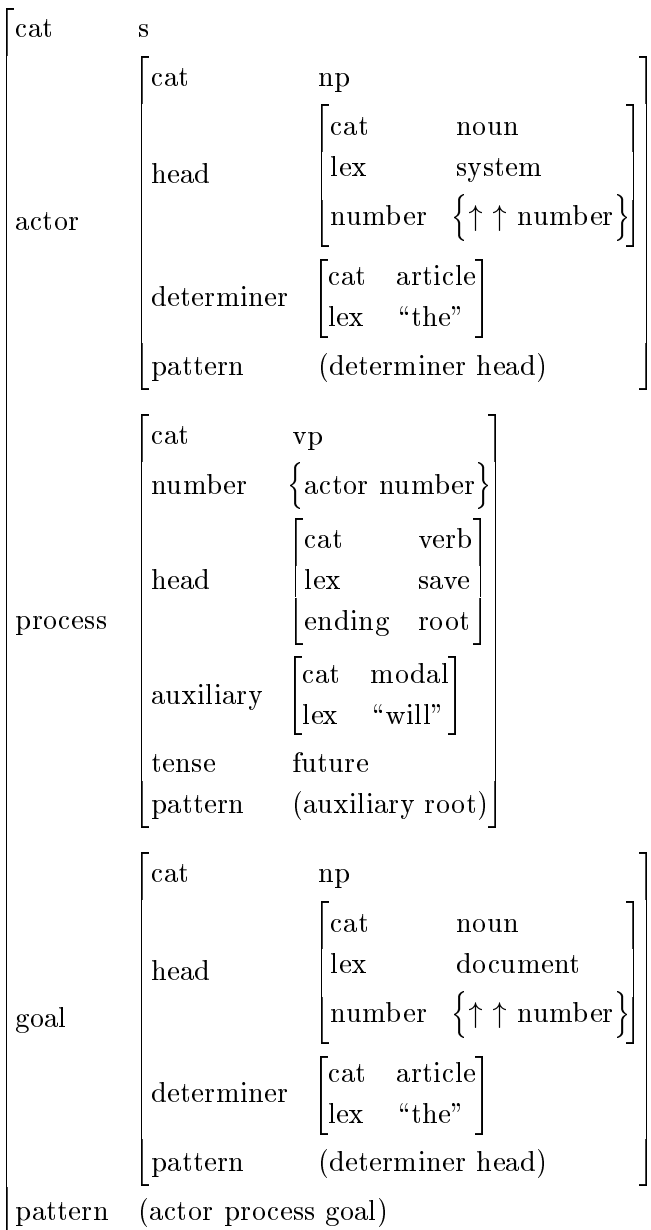 cat s
cat np
cat noun
head lex system
number {↑ ↑ number}
actor
determiner cat article
lex “the”
pattern (determiner head)
cat vp
number {actor number}
cat verb
head lex save
ending root
process
auxiliary cat modal
lex “will”
tense future
pattern (auxiliary root)
cat np
cat noun
head lex document
number {↑ ↑ number}
goal
determiner cat article
lex “the”
pattern (determiner head)
pattern (actor process goal)